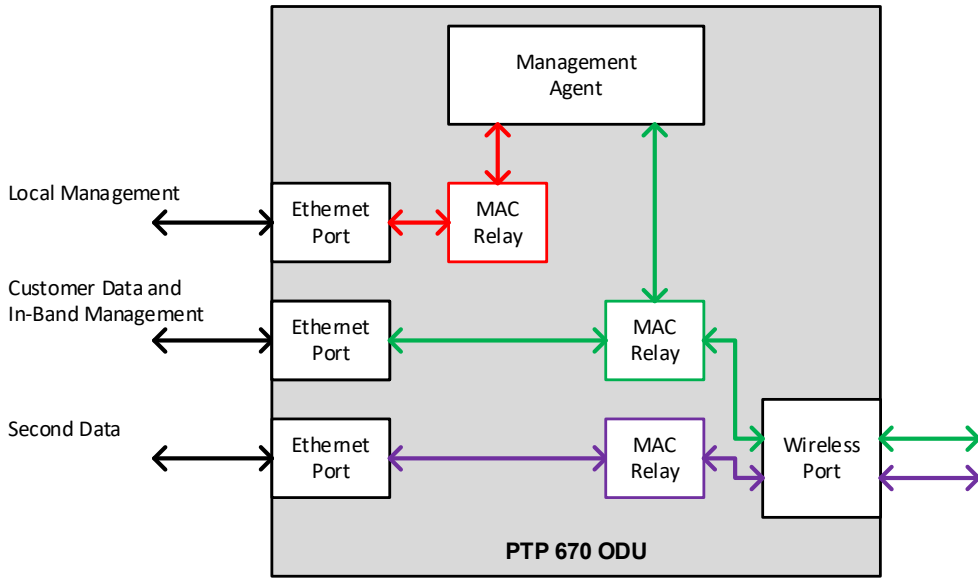 Management
Agent
Local Management
Ethernet
Port
MAC
Relay
Customer Data and
In-Band Management
Ethernet
Port
MAC
Relay
Second Data
Ethernet
Port
MAC
Relay
Wireless
Port
PTP 670 ODU